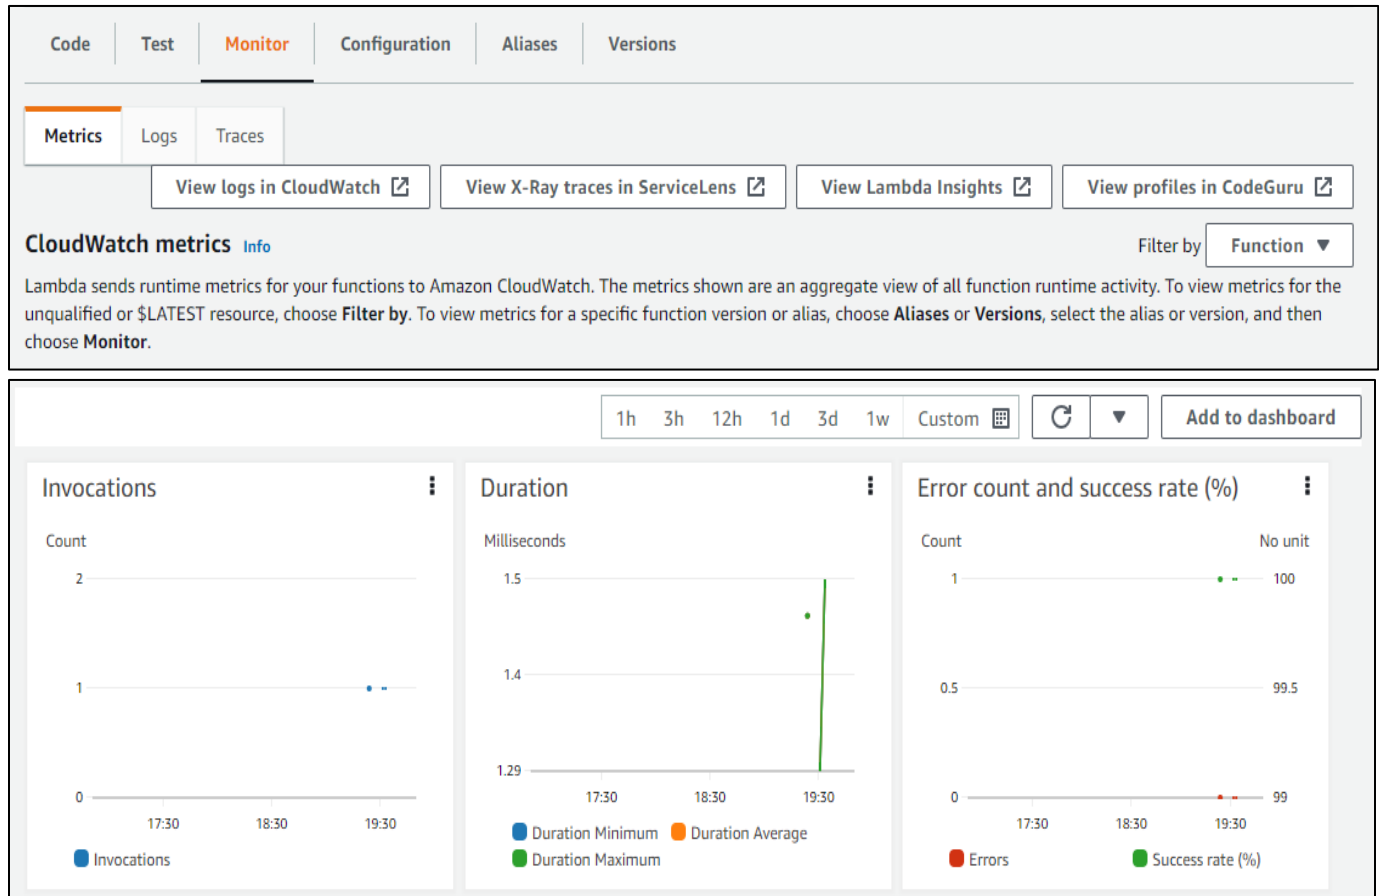 Code Test Monitor Configuration Aliases Versions
Metrics Logs Traces
View logs in CloudWatch View X-Ray traces in ServiceLens View Lambda Insights View profiles in CodeGuru
CloudWatch metrics Info Filter by Function
Lambda sends runtime metrics for your functions to Amazon CloudWatch. The metrics shown are an aggregate view of all function runtime activity. To view metrics for the
unqualified or $LATEST resource, choose Filter by. To view metrics for a specific function version or alias, choose Aliases or Versions, select the alias or version, and then
choose Monitor.
1h 3h 12h 1d 3d 1w Custom Add to dashboard
Invocations
Count
2
1
0
17:30 18:30 19:30
Invocations
Duration
Milliseconds
1.5
1.4
1.29
17:30 18:30 19:30
Duration Minimum Duration Average
Duration Maximum
Error count and success rate (%)
Count No unit
1 100
0.5 99.5
0 99
17:30 18:30 19:30
Errors Success rate (%)